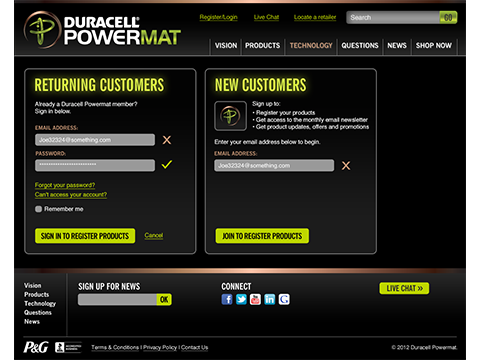 DURACELL
POWERMAT
Register/Login Live Chat Locate a retailer Search GO
VISION PRODUCTS TECHNOLOGY QUESTIONS NEWS SHOP NOW
RETURNING CUSTOMERS
Already a Duracell Powermat member?
Sign in below.
EMAIL ADDRESS:
Joe32324@something.com
PASSWORD:
************************
Forgot your password?
Can't access your account?
Remember me
SIGN IN TO REGISTER PRODUCTS Cancel
NEW CUSTOMERS
Sign up to:
• Register your products
• Get access to the monthly email newsletter
• Get product updates, offers and promotions
Enter your email address below to begin.
EMAIL ADDRESS:
Joe32324@something.com
JOIN TO REGISTER PRODUCTS
Vision
Products
Technology
Questions
News
SIGN UP FOR NEWS
OK
CONNECT
LIVE CHAT »
P&G BBB ACCREDITED BUSINESS Terms & Conditions | Privacy Policy | Contact Us © 2012 Duracell Powermat.